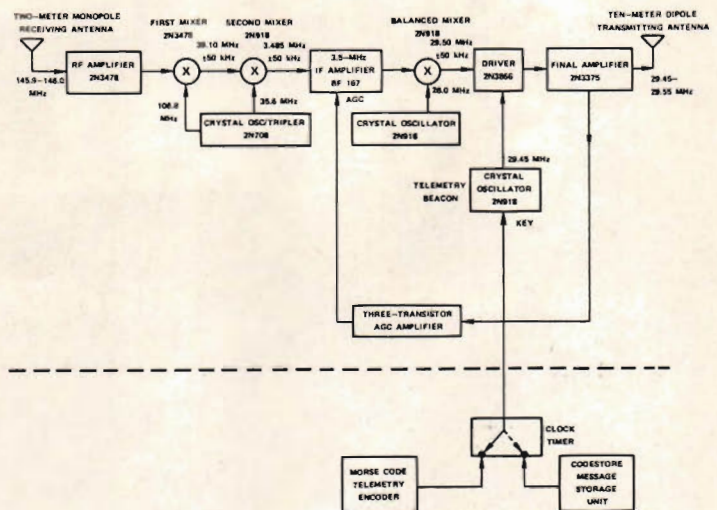 TWO-METER MONOPOLE
RECEIVING ANTENNA
145.9-146.0
MHz
RF AMPLIFIER
2N3478
FIRST MIXER
2N3478
X
106.8
MHz
39.10 MHz
±50 kHz
SECOND MIXER
2N918
X
35.6 MHz
CRYSTAL OSC/TRIPLER
2N708
3.485 MHz
±50 kHz
3.5-MHz
IF AMPLIFIER
BF 167
AGC
BALANCED MIXER
2N918
X
26.0 MHz
CRYSTAL OSCILLATOR
2N918
29.50 MHz
±50 kHz
DRIVER
2N3866
FINAL AMPLIFIER
2N3375
TEN-METER DIPOLE
TRANSMITTING ANTENNA
29.45-
29.55 MHz
29.45 MHz
TELEMETRY
BEACON
CRYSTAL
OSCILLATOR
2N918
KEY
THREE-TRANSISTOR
AGC AMPLIFIER
CLOCK
TIMER
MORSE CODE
TELEMETRY
ENCODER
CODESTORE
MESSAGE
STORAGE
UNIT